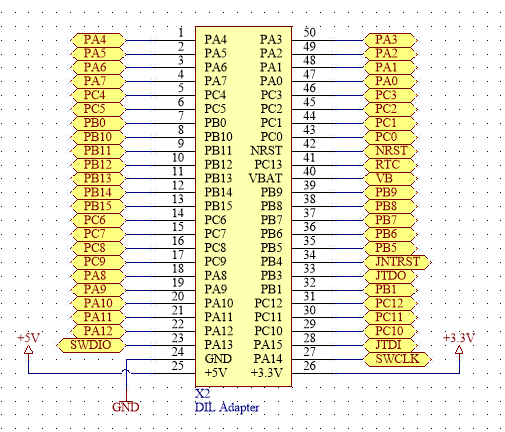 PA4 1 PA4 PA3 50 PA3
PA5 2 PA5 PA2 49 PA2
PA6 3 PA6 PA1 48 PA1
PA7 4 PA7 PA0 47 PA0
PC4 5 PC4 PC3 46 PC3
PC5 6 PC5 PC2 45 PC2
PB0 7 PB0 PC1 44 PC1
PB10 8 PB10 PC0 43 PC0
PB11 9 PB11 NRST 42 NRST
PB12 10 PB12 PC13 41 RTC
PB13 11 PB13 VBAT 40 VB
PB14 12 PB14 PB9 39 PB9
PB15 13 PB15 PB8 38 PB8
PC6 14 PC6 PB7 37 PB7
PC7 15 PC7 PB6 36 PB6
PC8 16 PC8 PB5 35 PB5
PC9 17 PC9 PB4 34 JNTRST
PA8 18 PA8 PB3 33 JTDO
PA9 19 PA9 PB1 32 PB1
PA10 20 PA10 PC12 31 PC12
PA11 21 PA11 PC11 30 PC11
PA12 22 PA12 PC10 29 PC10
+5V +3.3V
SWDIO 23 PA13 PA15 28 JTDI
24 GND PA14 27 SWCLK
25 +5V +3.3V 26
X2
GND DIL Adapter